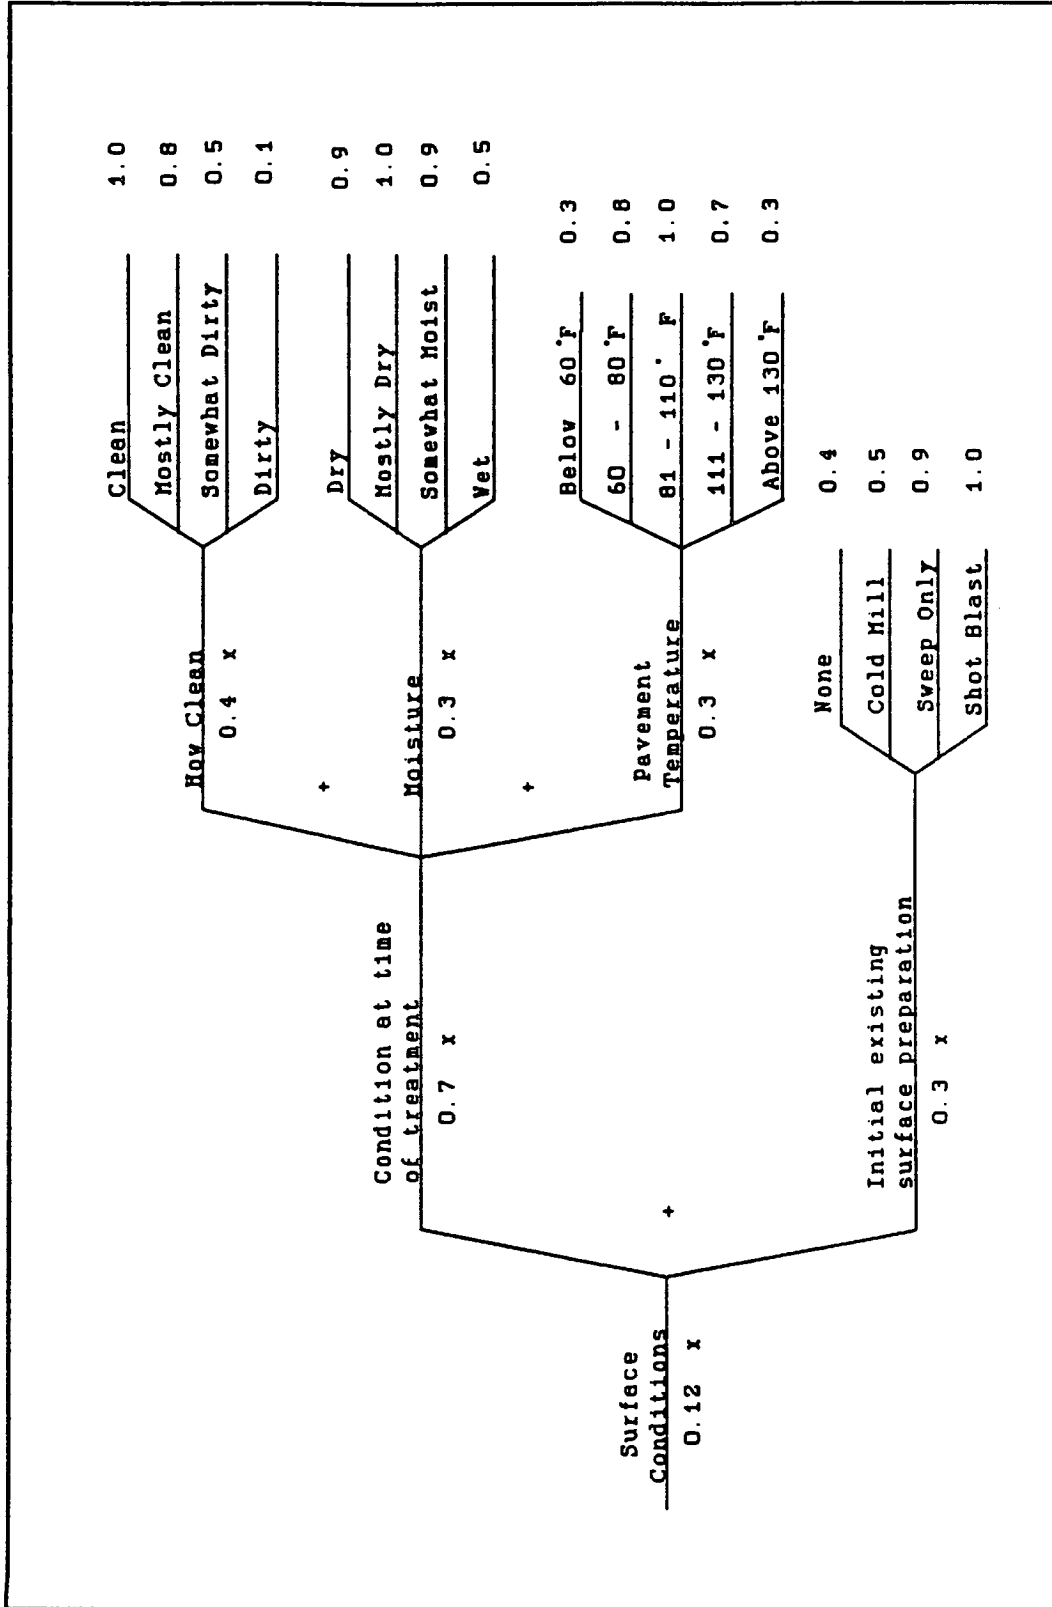 Surface
Conditions
0.12 x
+
Condition at time
of treatment
0.7 x
Initial existing
surface preparation
0.3 x
How Clean
0.4 x
+
Moisture
0.3 x
+
Pavement
Temperature
0.3 x
Clean 1.0
Mostly Clean 0.8
Somewhat Dirty 0.5
Dirty 0.1
Dry 0.9
Mostly Dry 1.0
Somewhat Moist 0.9
Wet 0.5
Below 60°F 0.3
60 - 80°F 0.8
81 - 110° F 1.0
111 - 130°F 0.7
Above 130°F 0.3
None 0.4
Cold Mill 0.5
Sweep Only 0.9
Shot Blast 1.0